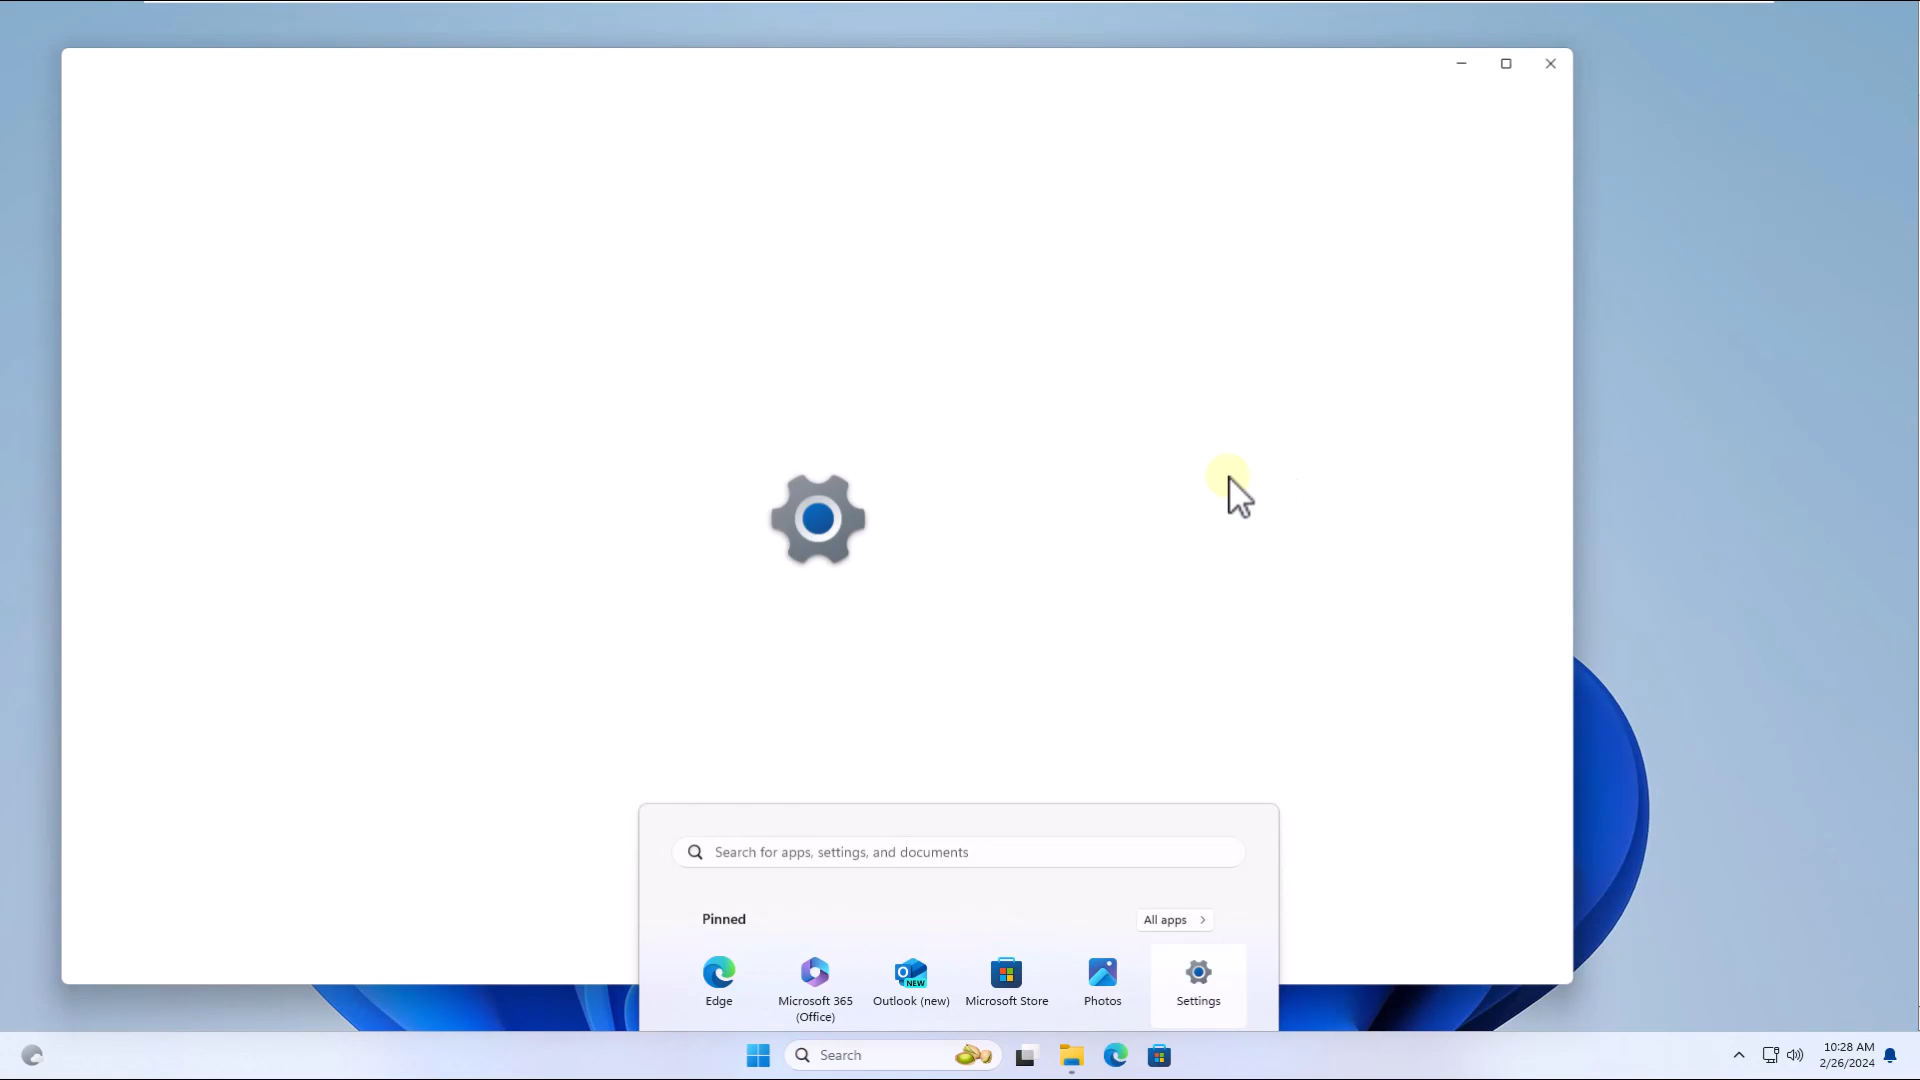 Search for apps, settings, and documents
Pinned
All apps
Edge
Microsoft 365
(Office)
Outlook (new)
Microsoft Store
Photos
Settings
NEW
Search
10:28 AM
2/26/2024